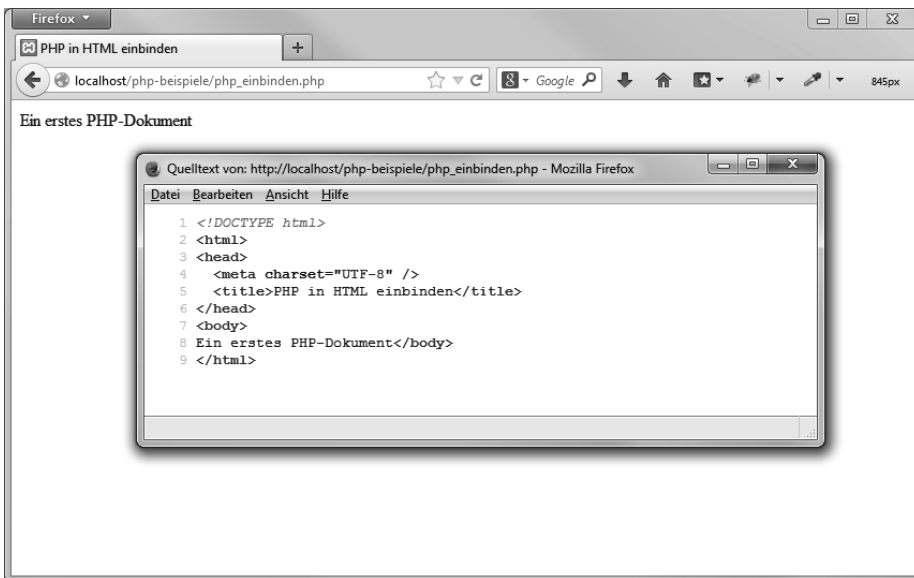 Firefox
PHP in HTML einbinden +
localhost/php-beispiele/php_einbinden.php 8 Google 845px
Ein erstes PHP-Dokument
Quelltext von: http://localhost/php-beispiele/php_einbinden.php - Mozilla Firefox
Datei Bearbeiten Ansicht Hilfe
1 <!DOCTYPE html>
2 <html>
3 <head>
4 <meta charset="UTF-8" />
5 <title>PHP in HTML einbinden</title>
6 </head>
7 <body>
8 Ein erstes PHP-Dokument</body>
9 </html>